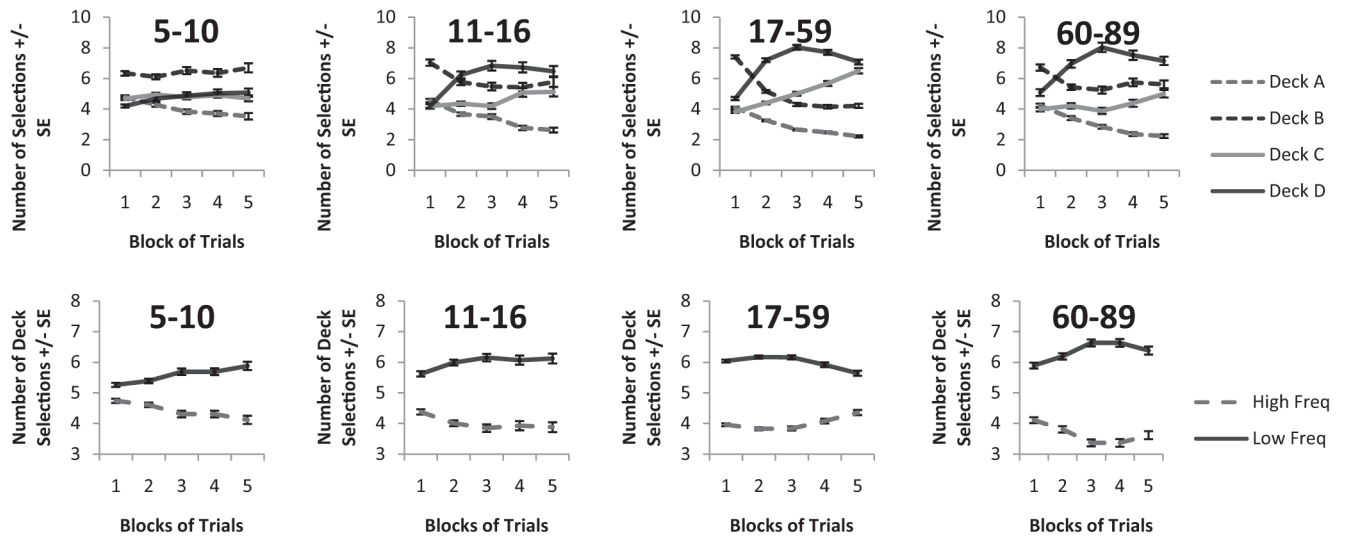 5-10
11-16
17-59
60-89
Number of Selections +/-
SE
10
8
6
4
2
0
1 2 3 4 5
Block of Trials
Number of Selections +/-
SE
10
8
6
4
2
0
1 2 3 4 5
Block of Trials
Number of Selections +/-
SE
10
8
6
4
2
0
1 2 3 4 5
Block of Trials
Number of Selections +/-
SE
10
8
6
4
2
0
1 2 3 4 5
Block of Trials
Deck A
Deck B
Deck C
Deck D
5-10
11-16
17-59
60-89
Number of Deck
Selections +/- SE
8
7
6
5
4
3
1 2 3 4 5
Blocks of Trials
Number of Deck
Selections +/- SE
8
7
6
5
4
3
1 2 3 4 5
Blocks of Trials
Number of Deck
Selections +/- SE
8
7
6
5
4
3
1 2 3 4 5
Blocks of Trials
Number of Deck
Selections +/- SE
8
7
6
5
4
3
1 2 3 4 5
Blocks of Trials
High Freq
Low Freq